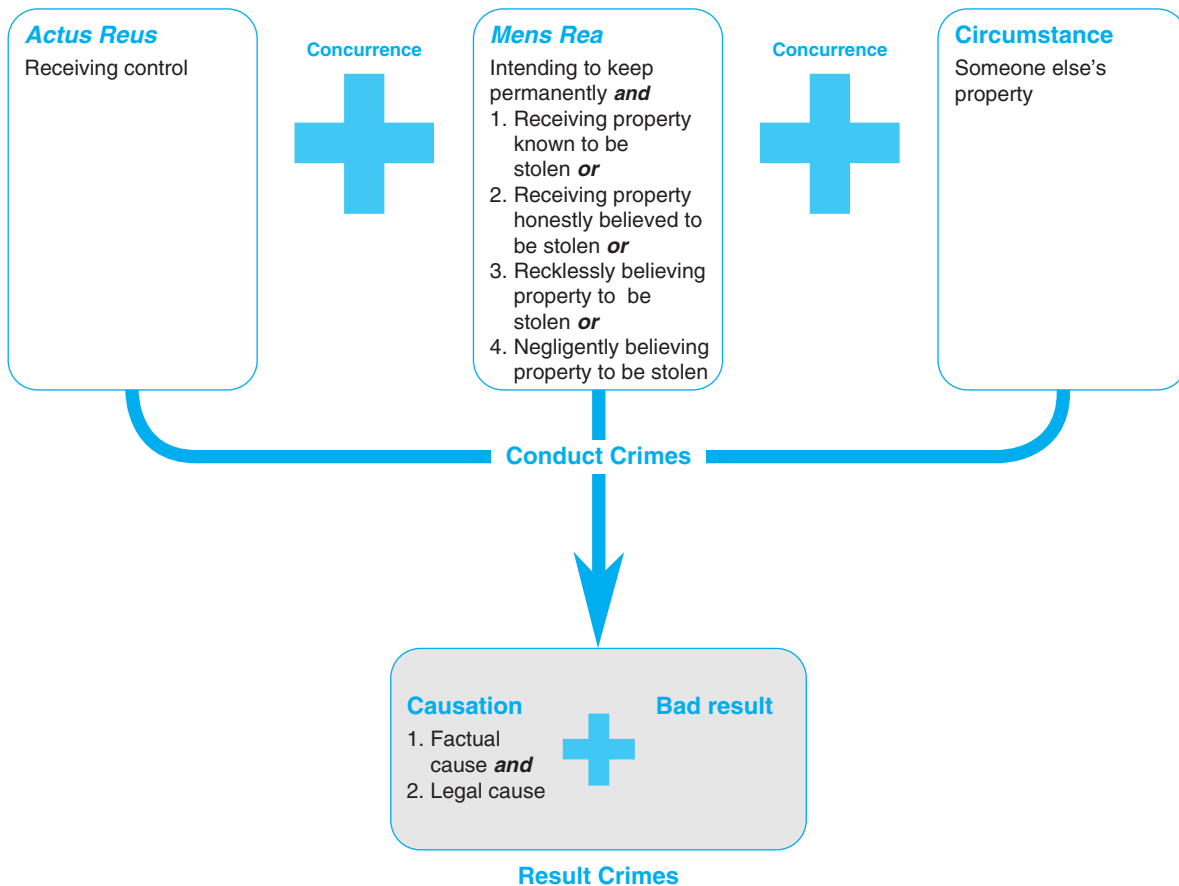 Actus Reus
Receiving control
Concurrence
Mens Rea
Intending to keep
permanently and
1. Receiving property
known to be
stolen or
2. Receiving property
honestly believed to
be stolen or
3. Recklessly believing
property to be
stolen or
4. Negligently believing
property to be stolen
Concurrence
Circumstance
Someone else's
property
Conduct Crimes
Causation
1. Factual
cause and
2. Legal cause
Bad result
Result Crimes